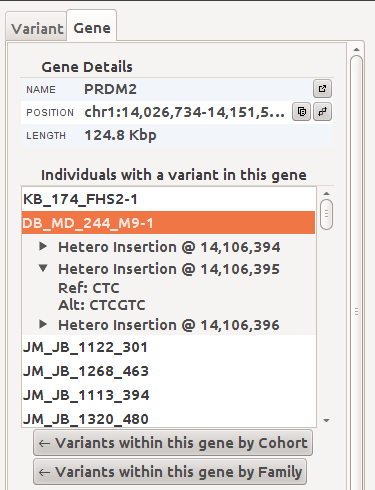 Variant Gene
Gene Details
NAME PRDM2
POSITION chr1:14,026,734-14,151,5...
LENGTH 124.8 Kbp
Individuals with a variant in this gene
KB_174_FHS2-1
DB_MD_244_M9-1
Hetero Insertion @ 14,106,394
Hetero Insertion @ 14,106,395
Ref: CTC
Alt: CTCGTC
Hetero Insertion @ 14,106,396
JM_JB_1122_301
JM_JB_1268_463
JM_JB_1113_394
JM_JB_1320_480
← Variants within this gene by Cohort
← Variants within this gene by Family